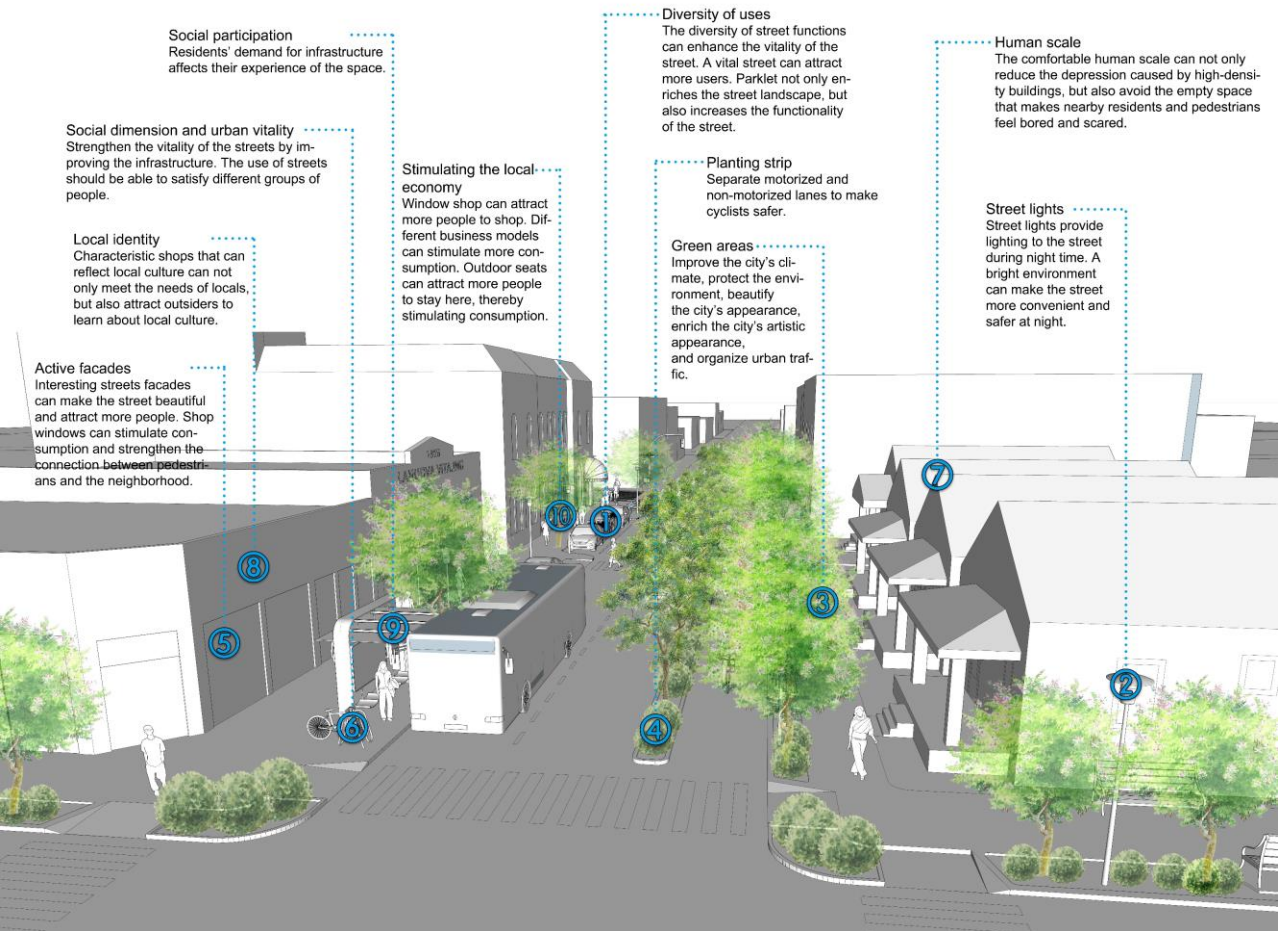 Social participation
Residents' demand for infrastructure
affects their experience of the space.
Social dimension and urban vitality
Strengthen the vitality of the streets by im-
proving the infrastructure. The use of streets
should be able to satisfy different groups of
people.
Local identity
Characteristic shops that can
reflect local culture can not
only meet the needs of locals,
but also attract outsiders to
learn about local culture.
Active facades
Interesting streets facades
can make the street beautiful
and attract more people. Shop
windows can stimulate con-
sumption and strengthen the
connection between pedestri-
ans and the neighborhood.
Stimulating the local
economy
Window shop can attract
more people to shop. Dif-
ferent business models
can stimulate more con-
sumption. Outdoor seats
can attract more people
to stay here, thereby
stimulating consumption.
Diversity of uses
The diversity of street functions
can enhance the vitality of the
street. A vital street can attract
more users. Parklet not only en-
riches the street landscape, but
also increases the functionality
of the street.
Planting strip
Separate motorized and
non-motorized lanes to make
cyclists safer.
Green areas
Improve the city's cli-
mate, protect the envi-
ronment, beautify
the city's appearance,
enrich the city's artistic
appearance,
and organize urban traf-
fic.
Human scale
The comfortable human scale can not only
reduce the depression caused by high-densi-
ty buildings, but also avoid the empty space
that makes nearby residents and pedestrians
feel bored and scared.
Street lights
Street lights provide
lighting to the street
during night time. A
bright environment
can make the street
more convenient and
safer at night.
7
10
1
8
3
5
9
2
6
4